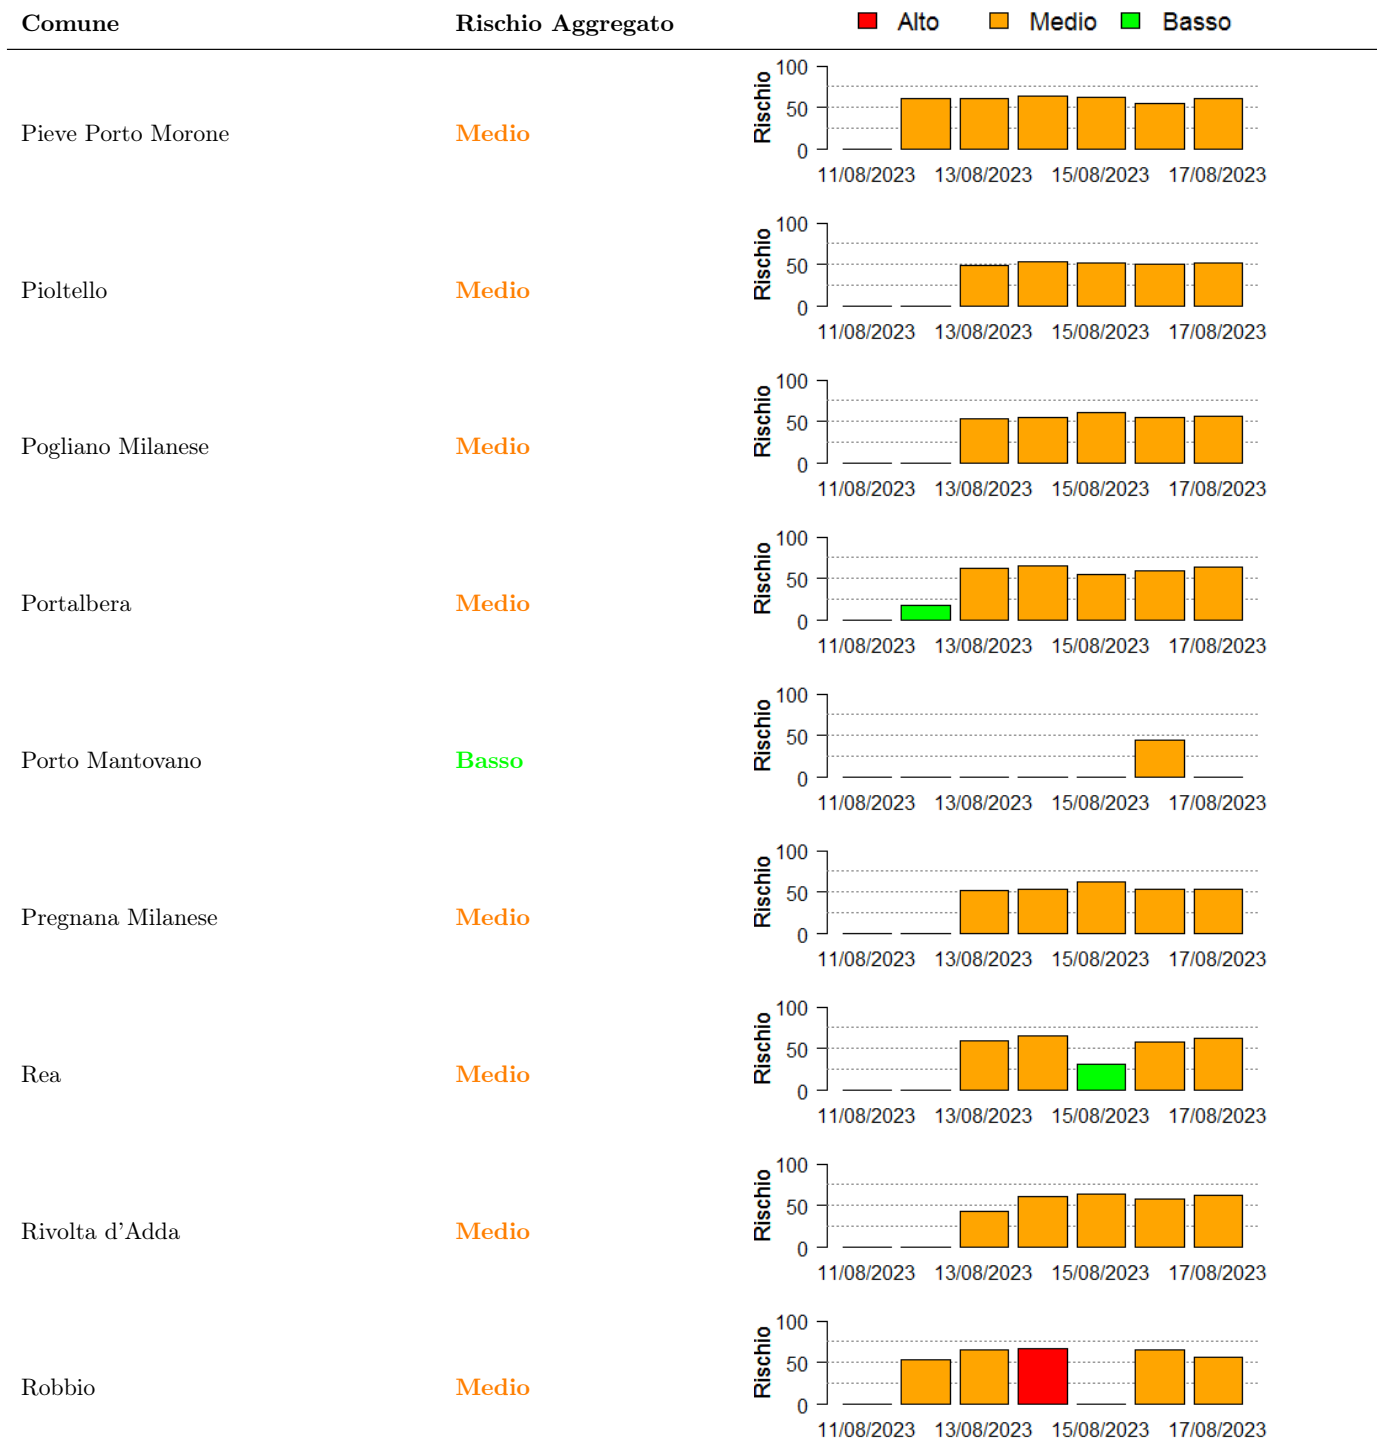 Comune Rischio Aggregato Alto Medio Basso
100
50
0
Rischio
Pieve Porto Morone Medio
11/08/2023 13/08/2023 15/08/2023 17/08/2023
100
50
0
Rischio
Pioltello Medio
11/08/2023 13/08/2023 15/08/2023 17/08/2023
100
50
0
Rischio
Pogliano Milanese Medio
11/08/2023 13/08/2023 15/08/2023 17/08/2023
100
50
0
Rischio
Portalbera Medio
11/08/2023 13/08/2023 15/08/2023 17/08/2023
100
50
0
Rischio
Porto Mantovano Basso
11/08/2023 13/08/2023 15/08/2023 17/08/2023
100
50
0
Rischio
Pregnana Milanese Medio
11/08/2023 13/08/2023 15/08/2023 17/08/2023
100
50
0
Rischio
Rea Medio
11/08/2023 13/08/2023 15/08/2023 17/08/2023
100
50
0
Rischio
Rivolta d'Adda Medio
11/08/2023 13/08/2023 15/08/2023 17/08/2023
100
50
0
Rischio
Robbio Medio
11/08/2023 13/08/2023 15/08/2023 17/08/2023